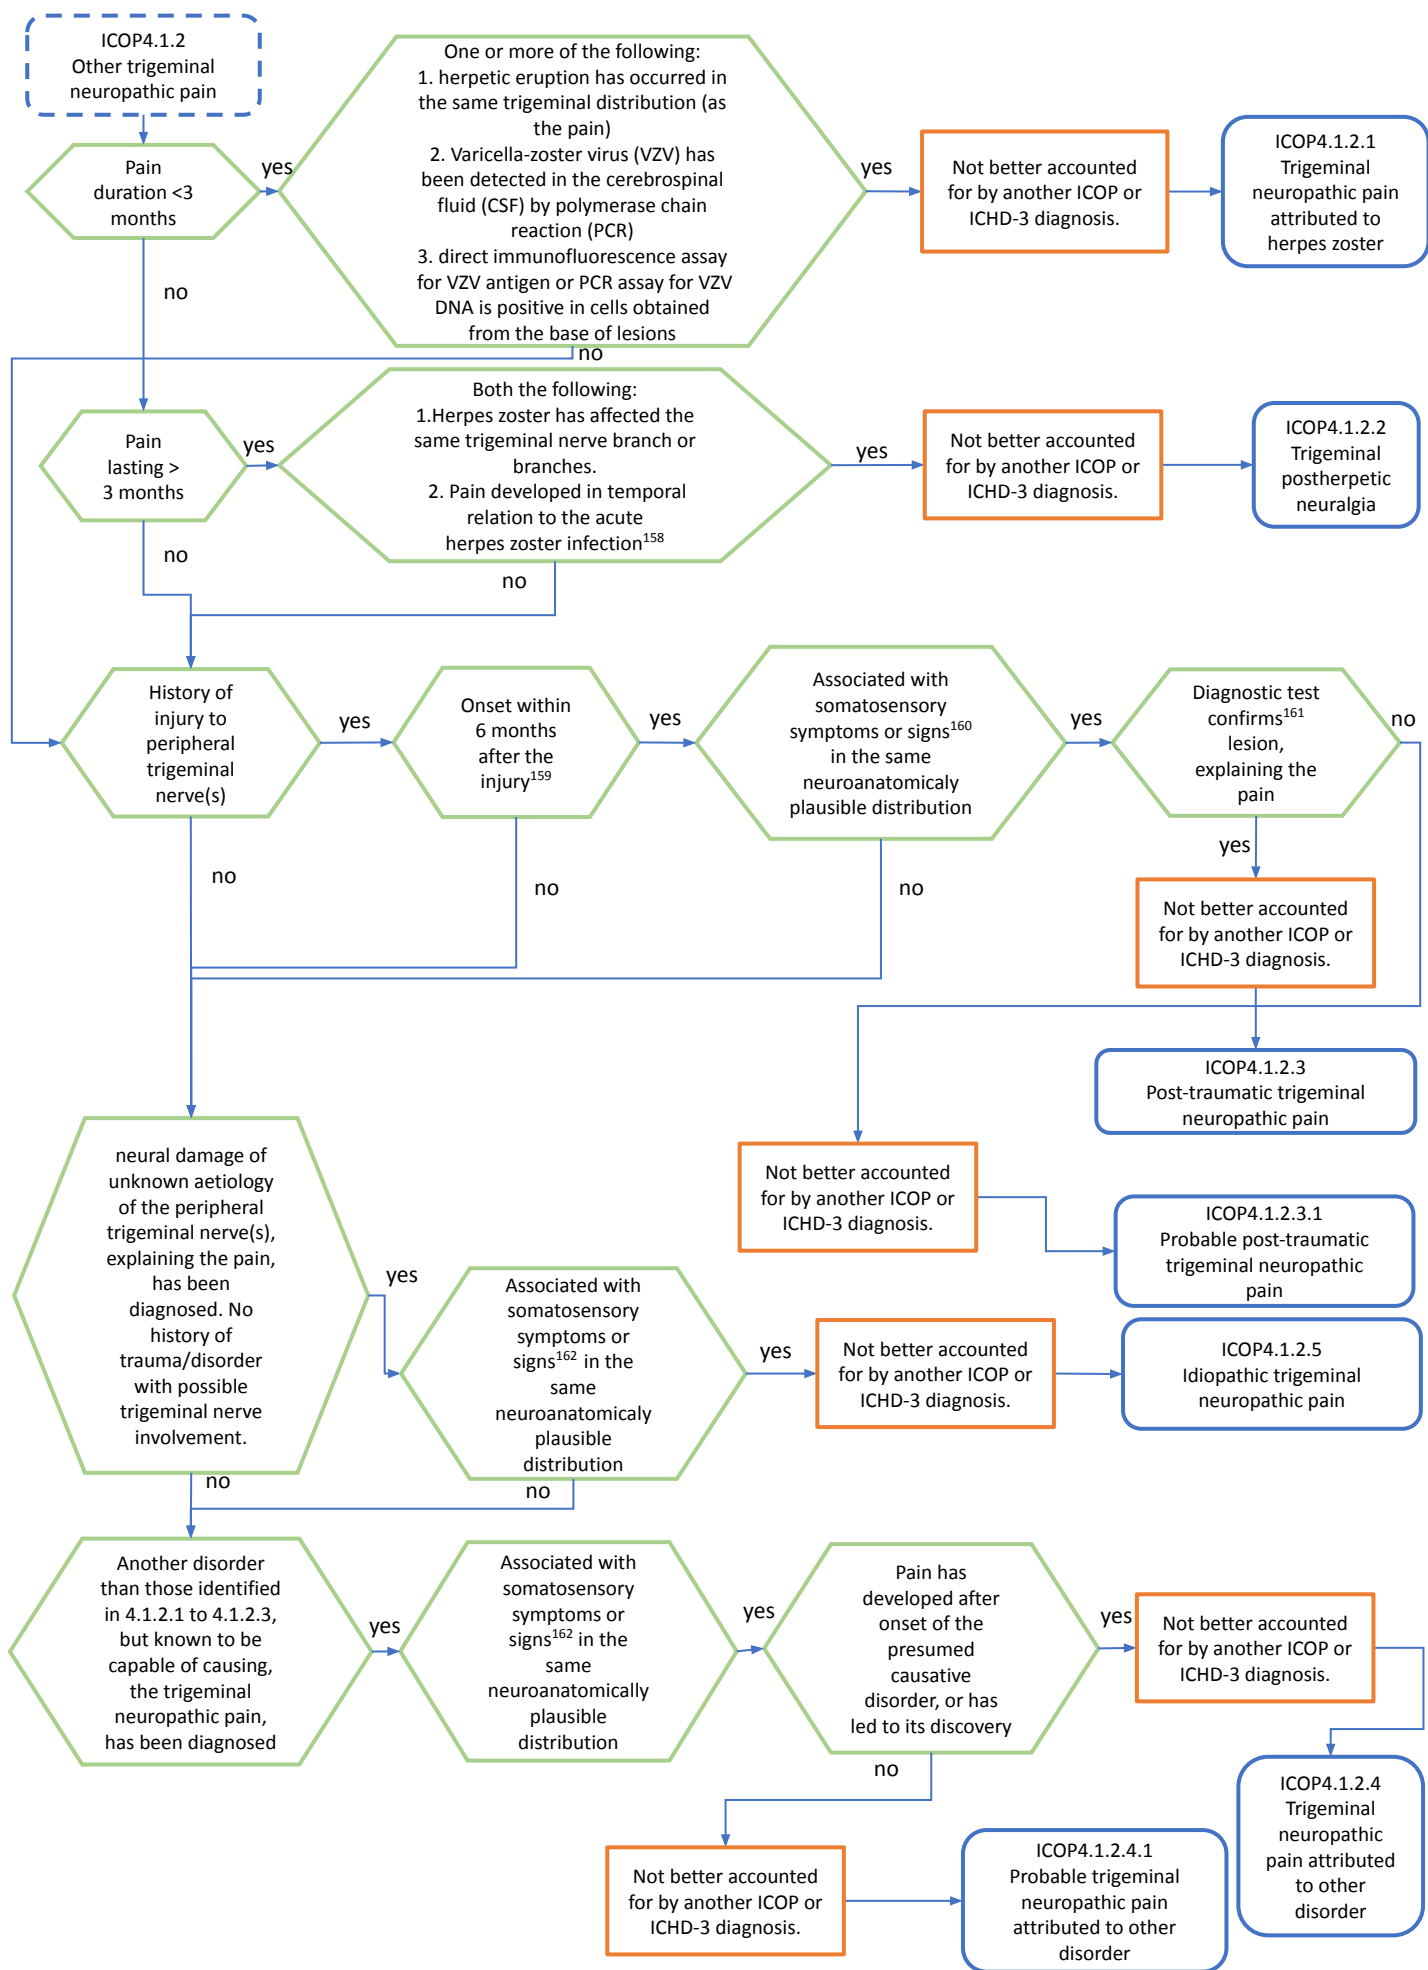 ICOP4.1.2
Other trigeminal
neuropathic pain
One or more of the following:
1. herpetic eruption has occurred in
the same trigeminal distribution (as
the pain)
2. Varicella-zoster virus (VZV) has
been detected in the cerebrospinal
fluid (CSF) by polymerase chain
reaction (PCR)
3. direct immunofluorescence assay
for VZV antigen or PCR assay for VZV
DNA is positive in cells obtained
from the base of lesions
Pain
duration <3
months
yes
yes
Not better accounted
for by another ICOP or
ICHD-3 diagnosis.
ICOP4.1.2.1
Trigeminal
neuropathic pain
attributed to
herpes zoster
no
no
Pain
lasting >
3 months
yes
Both the following:
1.Herpes zoster has affected the
same trigeminal nerve branch or
branches.
2. Pain developed in temporal
relation to the acute
herpes zoster infection158
yes
Not better accounted
for by another ICOP or
ICHD-3 diagnosis.
ICOP4.1.2.2
Trigeminal
postherpetic
neuralgia
no
no
History of
injury to
peripheral
trigeminal
nerve(s)
yes
Onset within
6 months
after the
injury159
yes
Associated with
somatosensory
symptoms or signs160
in the same
neuroanatomicaly
plausible distribution
yes
Diagnostic test
confirms161
lesion,
explaining the
pain
no
yes
no
no
no
Not better accounted
for by another ICOP or
ICHD-3 diagnosis.
ICOP4.1.2.3
Post-traumatic trigeminal
neuropathic pain
Not better accounted
for by another ICOP or
ICHD-3 diagnosis.
ICOP4.1.2.3.1
Probable post-traumatic
trigeminal neuropathic
pain
neural damage of
unknown aetiology
of the peripheral
trigeminal nerve(s),
explaining the pain,
has been
diagnosed. No
history of
trauma/disorder
with possible
trigeminal nerve
involvement.
yes
Associated with
somatosensory
symptoms or
signs162 in the
same
neuroanatomicaly
plausible
distribution
yes
Not better accounted
for by another ICOP or
ICHD-3 diagnosis.
ICOP4.1.2.5
Idiopathic trigeminal
neuropathic pain
no
no
Another disorder
than those identified
in 4.1.2.1 to 4.1.2.3,
but known to be
capable of causing,
the trigeminal
neuropathic pain,
has been diagnosed
yes
Associated with
somatosensory
symptoms or
signs162 in the
same
neuroanatomically
plausible
distribution
yes
Pain has
developed after
onset of the
presumed
causative
disorder, or has
led to its discovery
yes
Not better accounted
for by another ICOP or
ICHD-3 diagnosis.
no
ICOP4.1.2.4
Trigeminal
neuropathic
pain attributed
to other
disorder
Not better accounted
for by another ICOP or
ICHD-3 diagnosis.
ICOP4.1.2.4.1
Probable trigeminal
neuropathic pain
attributed to other
disorder